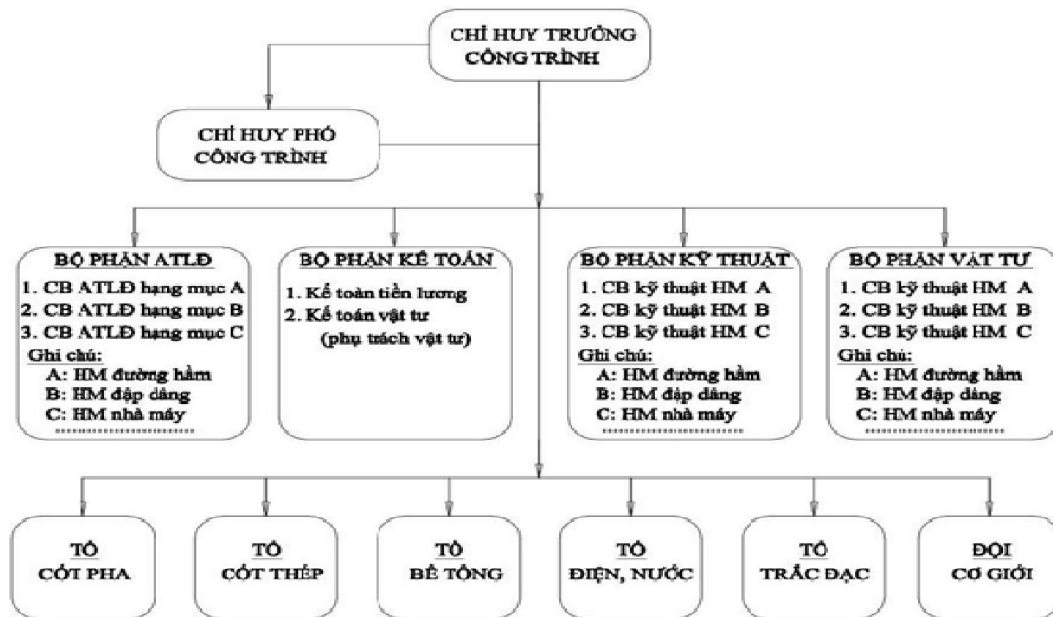 CHỈ HUY TRƯỞNG
CÔNG TRÌNH
CHỈ HUY PHÓ
CÔNG TRÌNH
BỘ PHẬN ATLĐ
1. CB ATLĐ hạng mục A
2. CB ATLĐ hạng mục B
3. CB ATLĐ hạng mục C
Ghi chú:
A: HM đường hầm
B: HM đập dâng
C: HM nhà máy
BỘ PHẬN KẾ TOÁN
1. Kế toàn tiền lương
2. Kế toán vật tư
(phụ trách vật tư)
BỘ PHẬN KỸ THUẬT
1. CB kỹ thuật HM A
2. CB kỹ thuật HM B
3. CB kỹ thuật HM C
Ghi chú:
A: HM đường hầm
B: HM đập dâng
C: HM nhà máy
BỘ PHẬN VẬT TƯ
1. CB kỹ thuật HM A
2. CB kỹ thuật HM B
3. CB kỹ thuật HM C
Ghi chú:
A: HM đường hầm
B: HM đập dâng
C: HM nhà máy
TỔ
CỐT PHA
TỔ
CỐT THÉP
TỔ
BÊ TÔNG
TỔ
ĐIỆN, NƯỚC
TỔ
TRẮC ĐẠC
ĐỘI
CƠ GIỚI